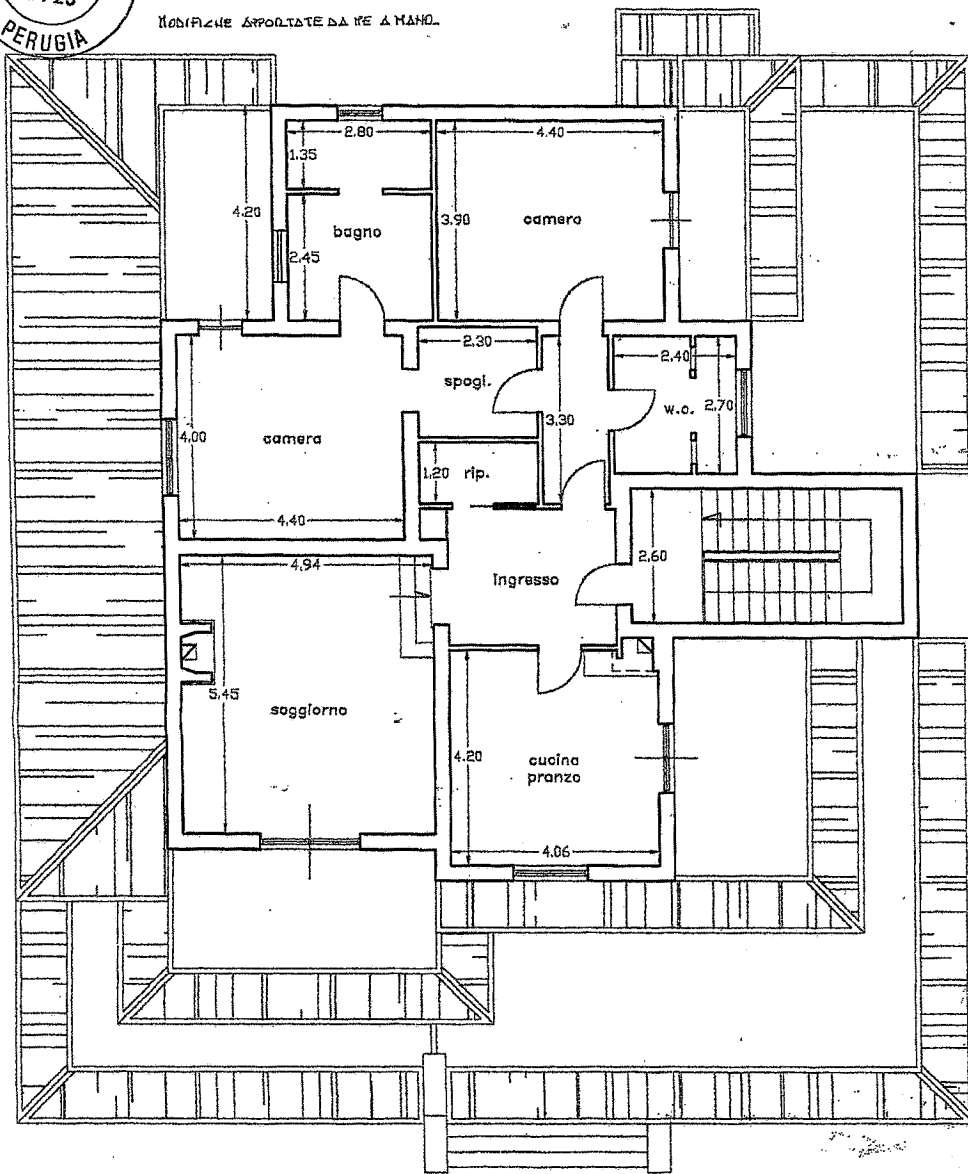 PERUGIA
MODIFICHE APPORTATE DA ME A MANO.
2.80
4.40
1.35
4.20
3.90
camera
bagno
2.45
2.30
2.40
spogl.
w.c.
2.70
3.30
4.00
camera
1.20
rip.
4.40
4.94
ingresso
2.60
5.45
soggiorno
4.20
cucina
pranzo
4.06